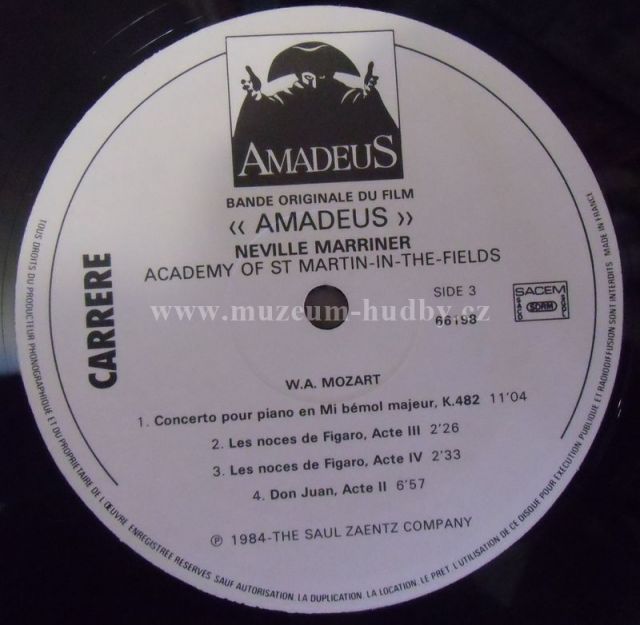 AMADEUS
BANDE ORIGINALE DU FILM
‹‹ AMADEUS ››
NEVILLE MARRINER
ACADEMY OF ST MARTIN-IN-THE-FIELDS
CARRERE
SIDE 3
66198
SACEM
SDRM
www.muzeum-hudby.cz
W.A. MOZART
1. Concerto pour piano en Mi bémol majeur, K.482 11'04
2. Les noces de Figaro, Acte III 2'26
3. Les noces de Figaro, Acte IV 2'33
4. Don Juan, Acte II 6'57
℗ 1984-THE SAUL ZAENTZ COMPANY
TOUS DROITS DU PRODUCTEUR PHONOGRAPHIQUE ET DU PROPRIETAIRE DE L'ŒUVRE ENREGISTREE RESERVES. SAUF AUTORISATION, LA DUPLICATION, LA LOCATION, LE PRET, L'UTILISATION DE CE DISQUE POUR EXECUTION PUBLIQUE ET RADIODIFFUSION SONT INTERDITS MADE IN FRANCE